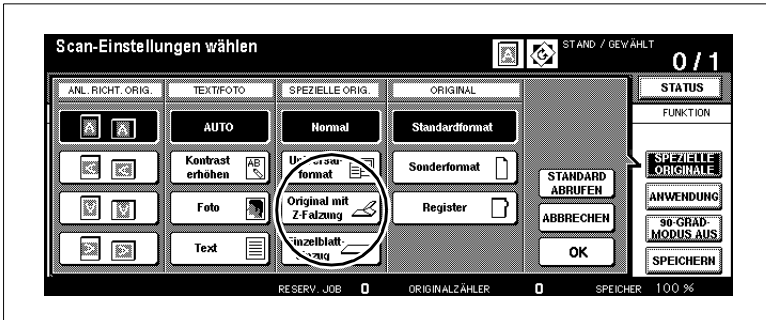 Scan-Einstellungen wählen
STAND / GEWÄHLT
0 / 1
ANL. RICHT. ORIG.
TEXT/FOTO
SPEZIELLE ORIG.
ORIGINAL
STATUS
FUNKTION
AUTO
Normal
Standardformat
Kontrast
erhöhen
AB
format
Sonderformat
SPEZIELLE
ORIGINALE
STANDARD
ABRUFEN
Foto
Original mit
Z-Falzung
Register
ANWENDUNG
ABBRECHEN
90-GRAD-
MODUS AUS
Text
OK
SPEICHERN
RESERV. JOB 0
ORIGINALZÄHLER 0
SPEICHER 100 %